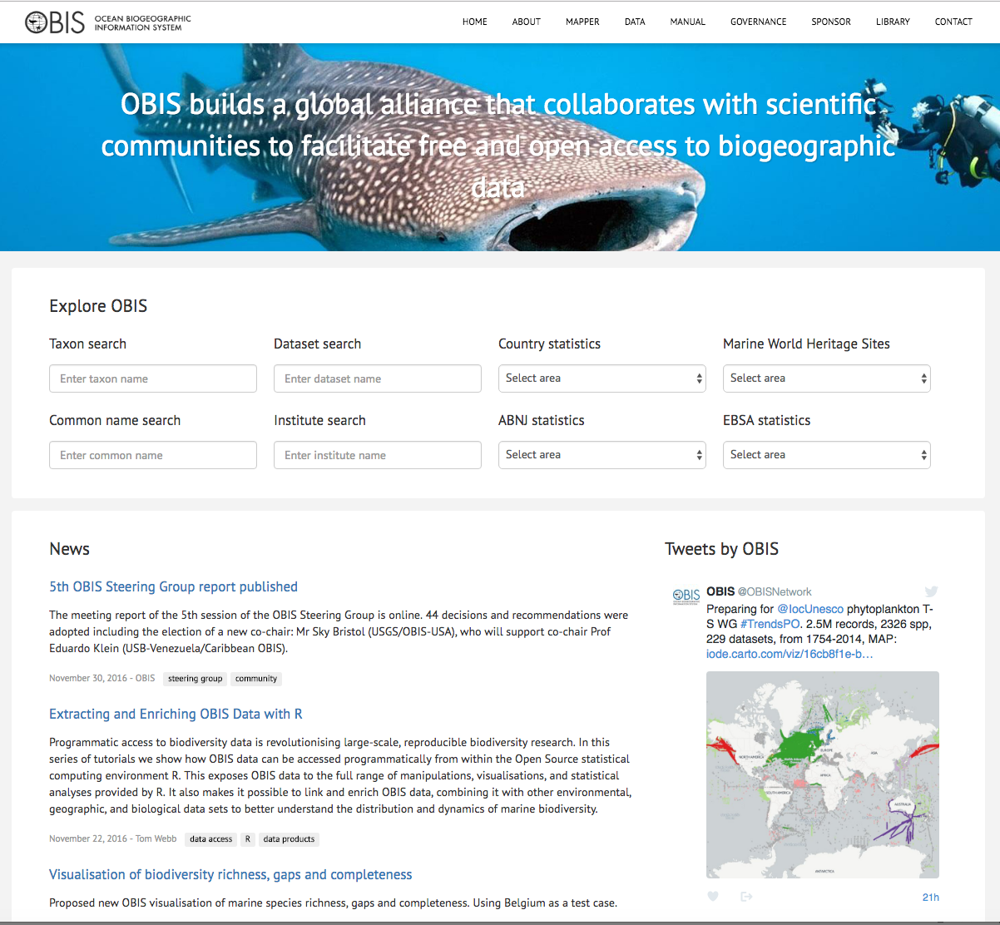 OBIS OCEAN BIOGEOGRAPHIC
INFORMATION SYSTEM
HOME ABOUT MAPPER DATA MANUAL GOVERNANCE SPONSOR LIBRARY CONTACT
OBIS builds a global alliance that collaborates with scientific
communities to facilitate free and open access to biogeographic
data
Explore OBIS
Taxon search Dataset search Country statistics Marine World Heritage Sites
Enter taxon name Enter dataset name Select area Select area
Common name search Institute search ABNJ statistics EBSA statistics
Enter common name Enter institute name Select area Select area
News
5th OBIS Steering Group report published
The meeting report of the 5th session of the OBIS Steering Group is online. 44 decisions and recommendations were
adopted including the election of a new co-chair: Mr Sky Bristol (USGS/OBIS-USA), who will support co-chair Prof
Eduardo Klein (USB-Venezuela/Caribbean OBIS).
November 30, 2016 - OBIS steering group community
Extracting and Enriching OBIS Data with R
Programmatic access to biodiversity data is revolutionising large-scale, reproducible biodiversity research. In this
series of tutorials we show how OBIS data can be accessed programmatically from within the Open Source statistical
computing environment R. This exposes OBIS data to the full range of manipulations, visualisations, and statistical
analyses provided by R. It also makes it possible to link and enrich OBIS data, combining it with other environmental,
geographic, and biological data sets to better understand the distribution and dynamics of marine biodiversity.
November 22, 2016 - Tom Webb data access R data products
Visualisation of biodiversity richness, gaps and completeness
Proposed new OBIS visualisation of marine species richness, gaps and completeness. Using Belgium as a test case.
Tweets by OBIS
OBIS
OBIS @OBISNetwork
Preparing for @IocUnesco phytoplankton T-
S WG #TrendsPO. 2.5M records, 2326 spp,
229 datasets, from 1754-2014, MAP:
iode.carto.com/viz/16cb8f1e-b…
NORTH AMERICA
EUROPE
ASIA
AFRICA
SOUTH AMERICA
AUSTRALIA
ANTARCTICA
21h